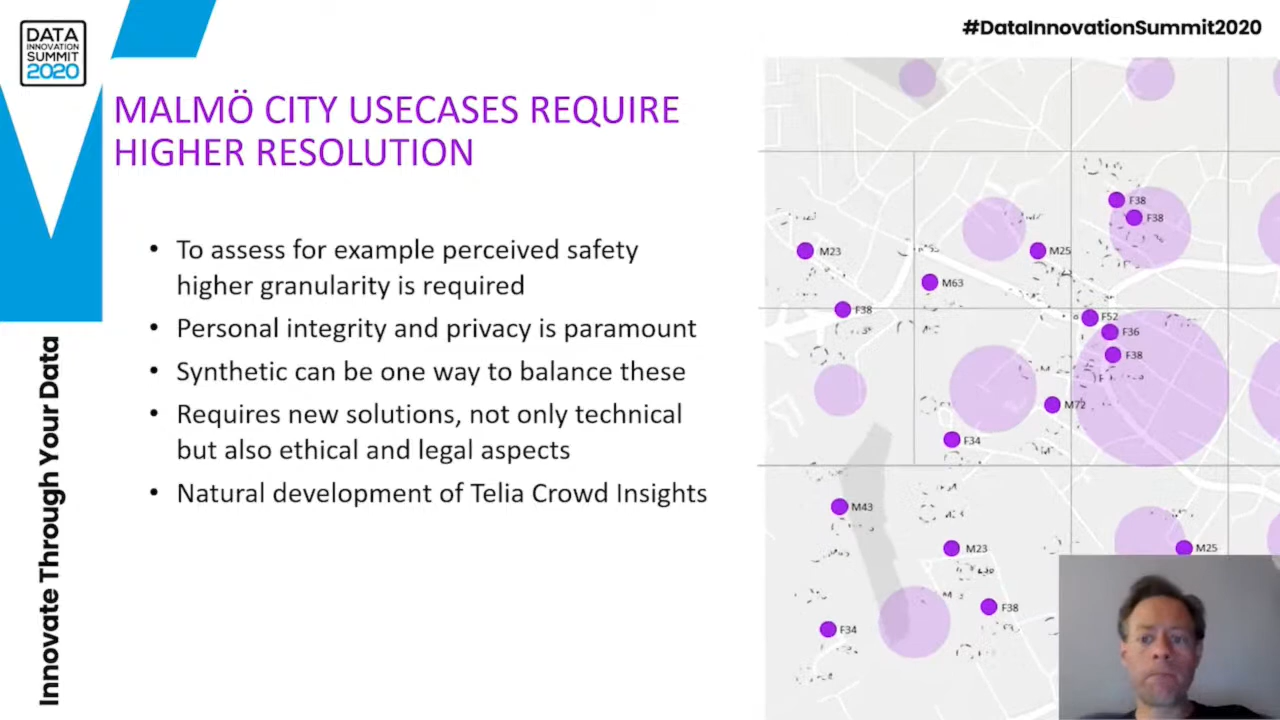 DATA
INNOVATION
SUMMIT
2020
#DataInnovationSummit2020
MALMÖ CITY USECASES REQUIRE
HIGHER RESOLUTION
• To assess for example perceived safety
higher granularity is required
• Personal integrity and privacy is paramount
• Synthetic can be one way to balance these
• Requires new solutions, not only technical
but also ethical and legal aspects
• Natural development of Telia Crowd Insights
Innovate Through Your Data
F38
F38
M23
M25
M63
F38
F52
F36
F38
M72
F34
M43
M23
M25
F38
F34